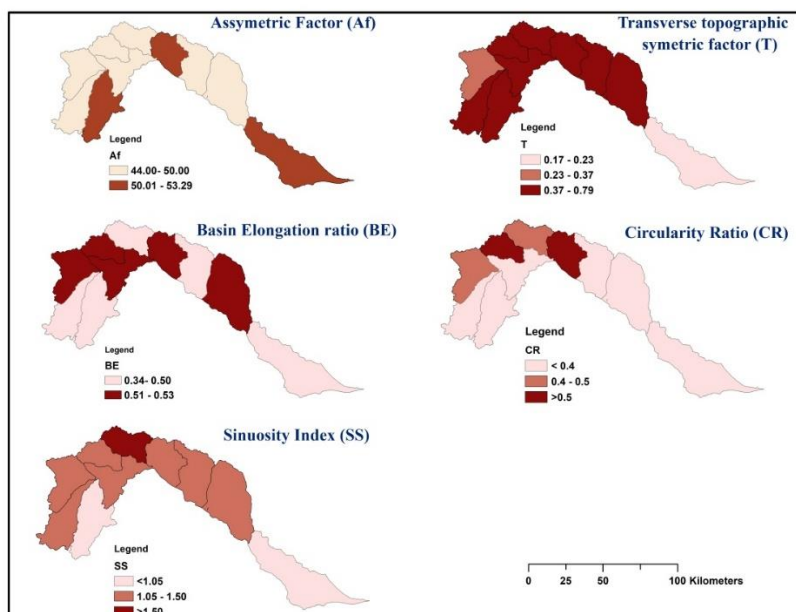 Assymetric Factor (Af)
Legend
Af
44.00- 50.00
50.01 - 53.29
Transverse topographic
symetric factor (T)
Legend
T
0.17 - 0.23
0.23 - 0.37
0.37 - 0.79
Basin Elongation ratio (BE)
Legend
BE
0.34- 0.50
0.51 - 0.53
Circularity Ratio (CR)
Legend
CR
< 0.4
0.4 - 0.5
>0.5
Sinuosity Index (SS)
Legend
SS
<1.05
1.05 - 1.50
>1.50
0 25 50 100 Kilometers